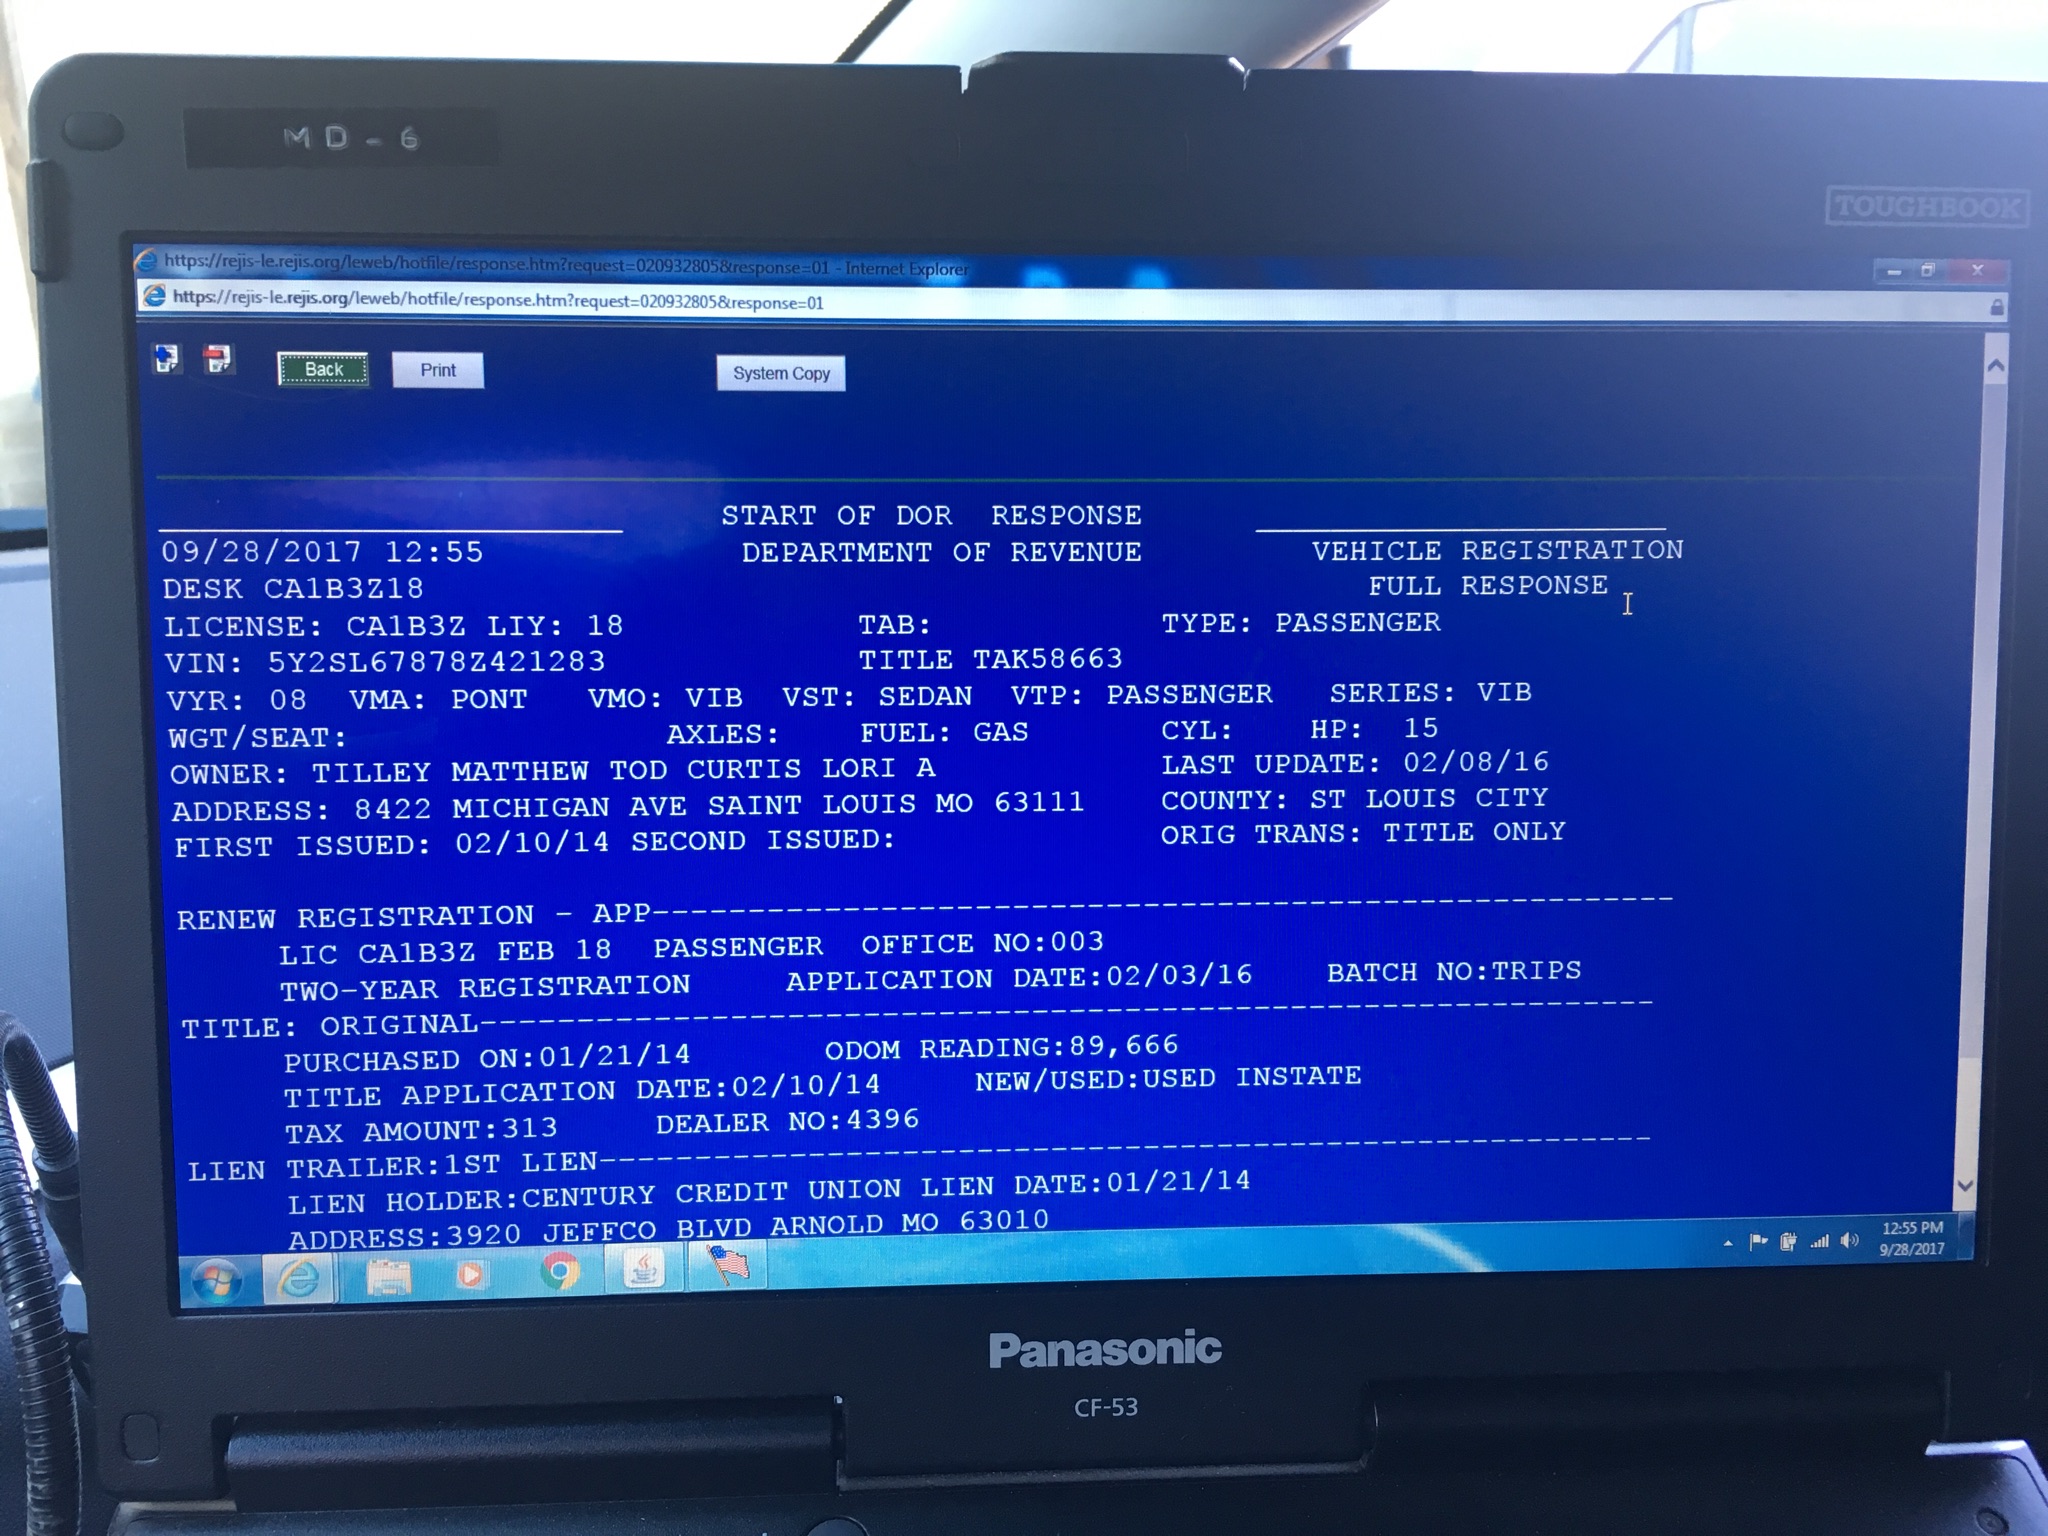 MD-6
TOUGHBOOK
https://rejis-le.rejis.org/leweb/hotfile/response.htm?request=020932805&response=01 - Internet Explorer
https://rejis-le.rejis.org/leweb/hotfile/response.htm?request=020932805&response=01
Back Print System Copy
START OF DOR RESPONSE
09/28/2017 12:55 DEPARTMENT OF REVENUE VEHICLE REGISTRATION
DESK CA1B3Z18 FULL RESPONSE
LICENSE: CA1B3Z LIY: 18 TAB: TYPE: PASSENGER
VIN: 5Y2SL67878Z421283 TITLE TAK58663
VYR: 08 VMA: PONT VMO: VIB VST: SEDAN VTP: PASSENGER SERIES: VIB
WGT/SEAT: AXLES: FUEL: GAS CYL: HP: 15
OWNER: TILLEY MATTHEW TOD CURTIS LORI A LAST UPDATE: 02/08/16
ADDRESS: 8422 MICHIGAN AVE SAINT LOUIS MO 63111 COUNTY: ST LOUIS CITY
FIRST ISSUED: 02/10/14 SECOND ISSUED: ORIG TRANS: TITLE ONLY
RENEW REGISTRATION - APP-----------------------------------------------------
LIC CA1B3Z FEB 18 PASSENGER OFFICE NO:003
TWO-YEAR REGISTRATION APPLICATION DATE:02/03/16 BATCH NO:TRIPS
TITLE: ORIGINAL-------------------------------------------------------------
PURCHASED ON:01/21/14 ODOM READING:89,666
TITLE APPLICATION DATE:02/10/14 NEW/USED:USED INSTATE
TAX AMOUNT:313 DEALER NO:4396
LIEN TRAILER:1ST LIEN-------------------------------------------------------
LIEN HOLDER:CENTURY CREDIT UNION LIEN DATE:01/21/14
ADDRESS:3920 JEFFCO BLVD ARNOLD MO 63010
12:55 PM
9/28/2017
Panasonic
CF-53